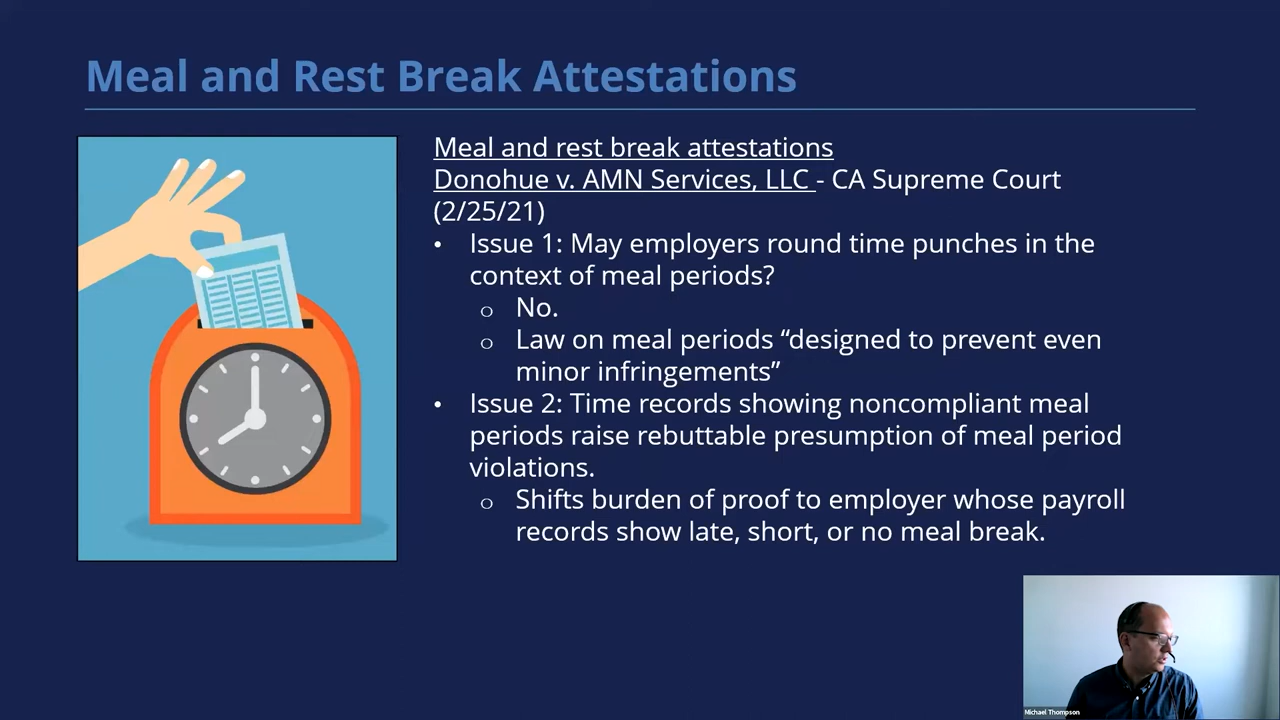 Meal and Rest Break Attestations
Meal and rest break attestations
Donohue v. AMN Services, LLC - CA Supreme Court
(2/25/21)
• Issue 1: May employers round time punches in the
context of meal periods?
o No.
o Law on meal periods “designed to prevent even
minor infringements”
• Issue 2: Time records showing noncompliant meal
periods raise rebuttable presumption of meal period
violations.
o Shifts burden of proof to employer whose payroll
records show late, short, or no meal break.
Michael Thompson